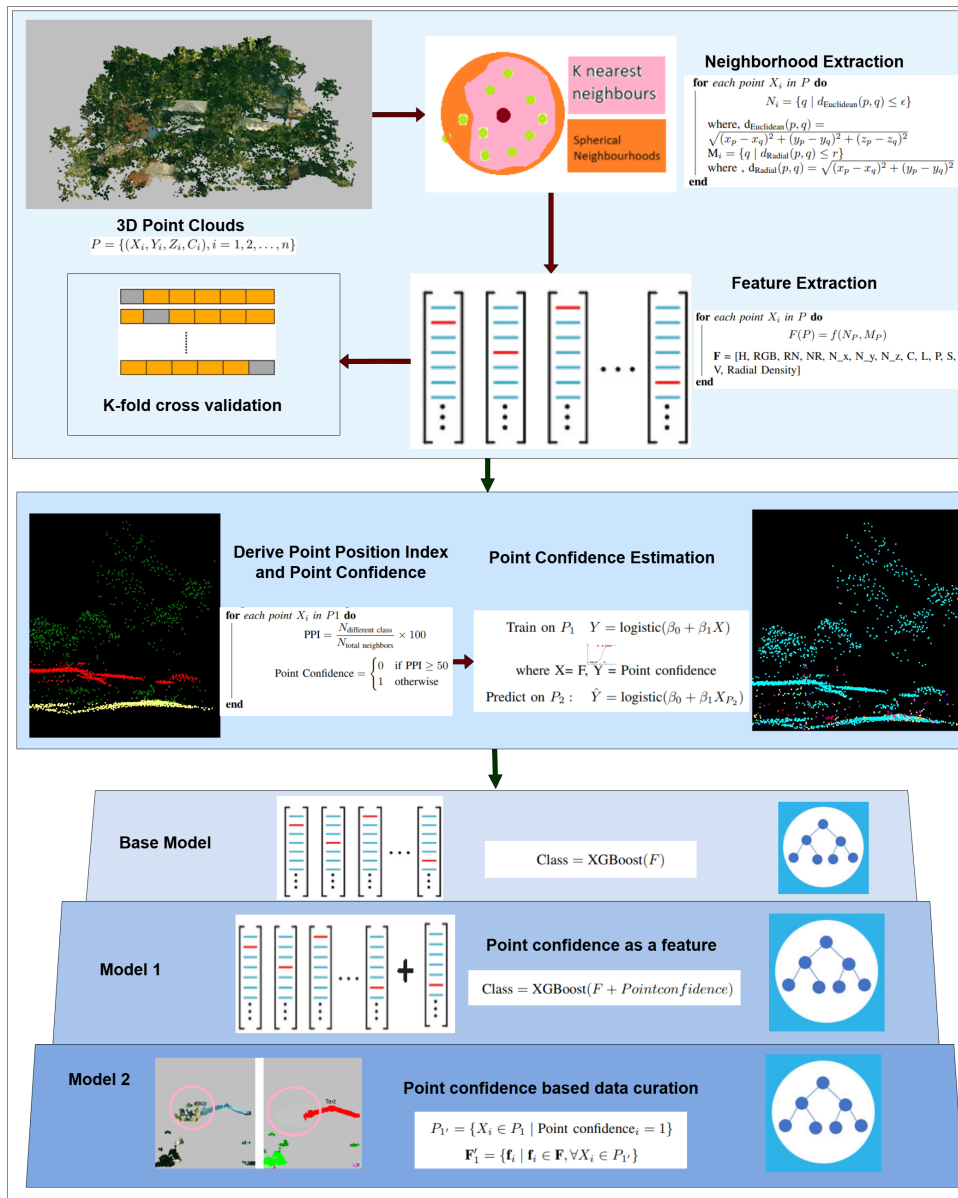 3D Point Clouds
P = {(X_i, Y_i, Z_i, C_i), i = 1, 2, . . . , n}
K nearest
neighbours
Spherical
Neighbourhoods
Neighborhood Extraction
for each point X_i in P do
N_i = {q | d_Euclidean(p, q) ≤ ϵ}
where, d_Euclidean(p, q) =
√((x_p − x_q)² + (y_p − y_q)² + (z_p − z_q)²)
M_i = {q | d_Radial(p, q) ≤ r}
where , d_Radial(p, q) = √((x_p − x_q)² + (y_p − y_q)²)
end
K-fold cross validation
Feature Extraction
for each point X_i in P do
F(P) = f(N_P, M_P)
F = [H, RGB, RN, NR, N_x, N_y, N_z, C, L, P, S,
V, Radial Density]
end
Derive Point Position Index
and Point Confidence
for each point X_i in P1 do
PPI = N_different class / N_total neighbors × 100
Point Confidence = { 0 if PPI ≥ 50
1 otherwise
end
Point Confidence Estimation
Train on P_1 Y = logistic(β_0 + β_1X)
where X= F, Y = Point confidence
Predict on P_2 : Ŷ = logistic(β_0 + β_1X_P_2)
Base Model
Class = XGBoost(F)
Model 1
Point confidence as a feature
Class = XGBoost(F + Pointconfidence)
Model 2
Text
Point confidence based data curation
P_1′ = {X_i ∈ P_1 | Point confidence_i = 1}
F′_1 = {f_i | f_i ∈ F, ∀X_i ∈ P_1′}